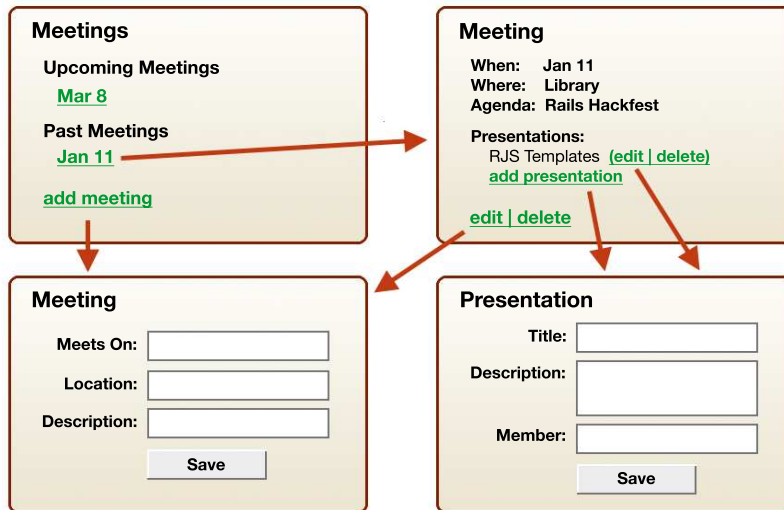 Meetings
Upcoming Meetings
Mar 8
Past Meetings
Jan 11
add meeting
Meeting
When: Jan 11
Where: Library
Agenda: Rails Hackfest
Presentations:
RJS Templates (edit | delete)
add presentation
edit | delete
Meeting
Meets On:
Location:
Description:
Save
Presentation
Title:
Description:
Member:
Save